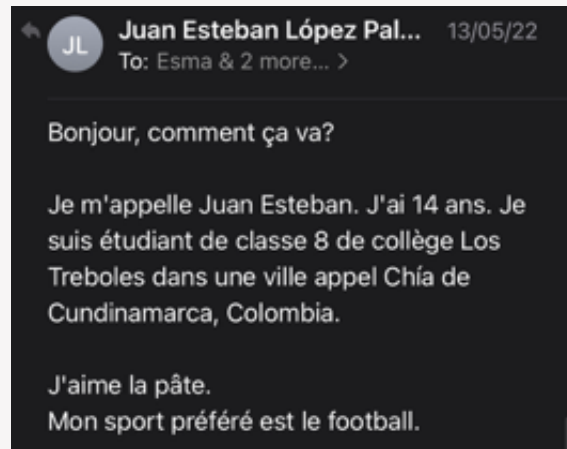 JL
Juan Esteban López Pal... 13/05/22
To: Esma & 2 more... >
Bonjour, comment ça va?
Je m'appelle Juan Esteban. J'ai 14 ans. Je
suis étudiant de classe 8 de collège Los
Treboles dans une ville appel Chía de
Cundinamarca, Colombia.
J'aime la pâte.
Mon sport préféré est le football.